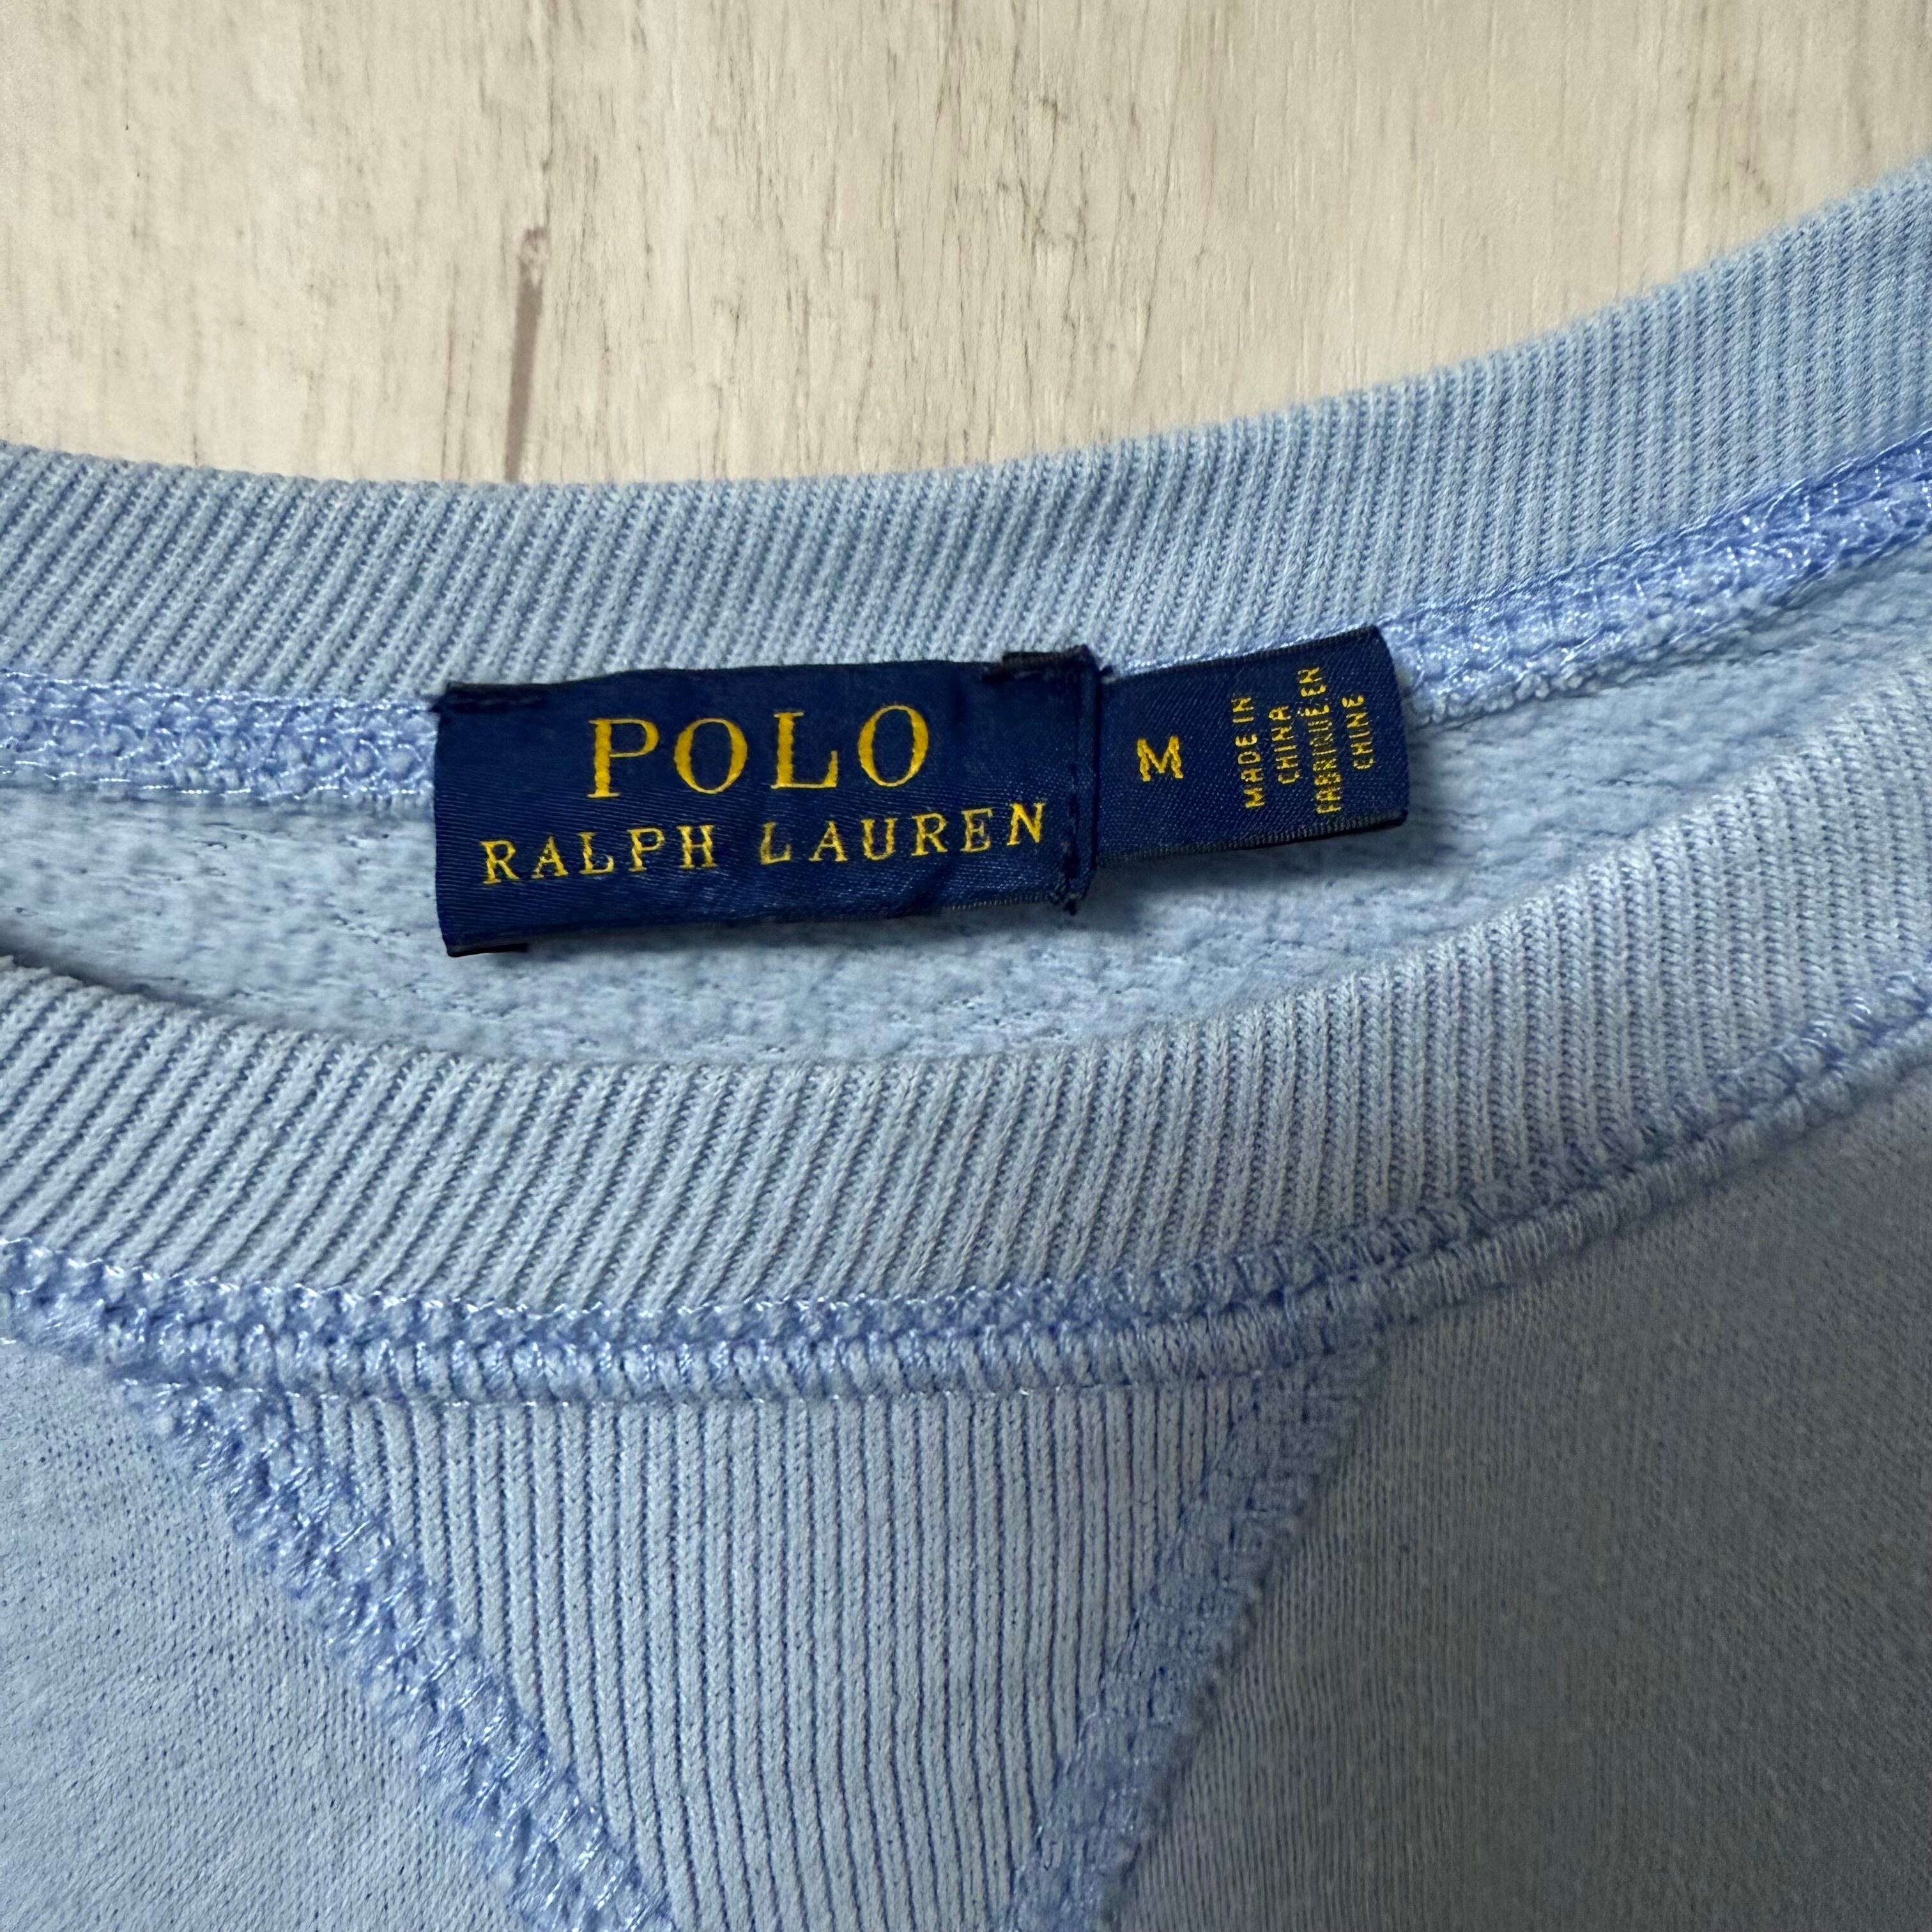 POLO
RALPH LAUREN
M
MADE IN
CHINA
FABRIQUÉ EN
CHINE